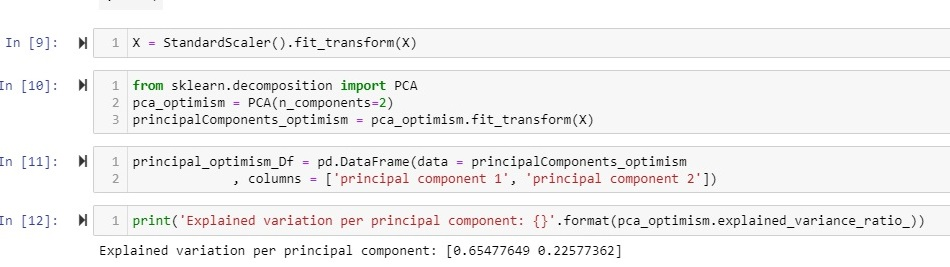 In [9]:
1 X = StandardScaler().fit_transform(X)
In [10]:
1 from sklearn.decomposition import PCA
2 pca_optimism = PCA(n_components=2)
3 principalComponents_optimism = pca_optimism.fit_transform(X)
In [11]:
1 principal_optimism_Df = pd.DataFrame(data = principalComponents_optimism
2 , columns = ['principal component 1', 'principal component 2'])
In [12]:
1 print('Explained variation per principal component: {}'.format(pca_optimism.explained_variance_ratio_))
Explained variation per principal component: [0.65477649 0.22577362]